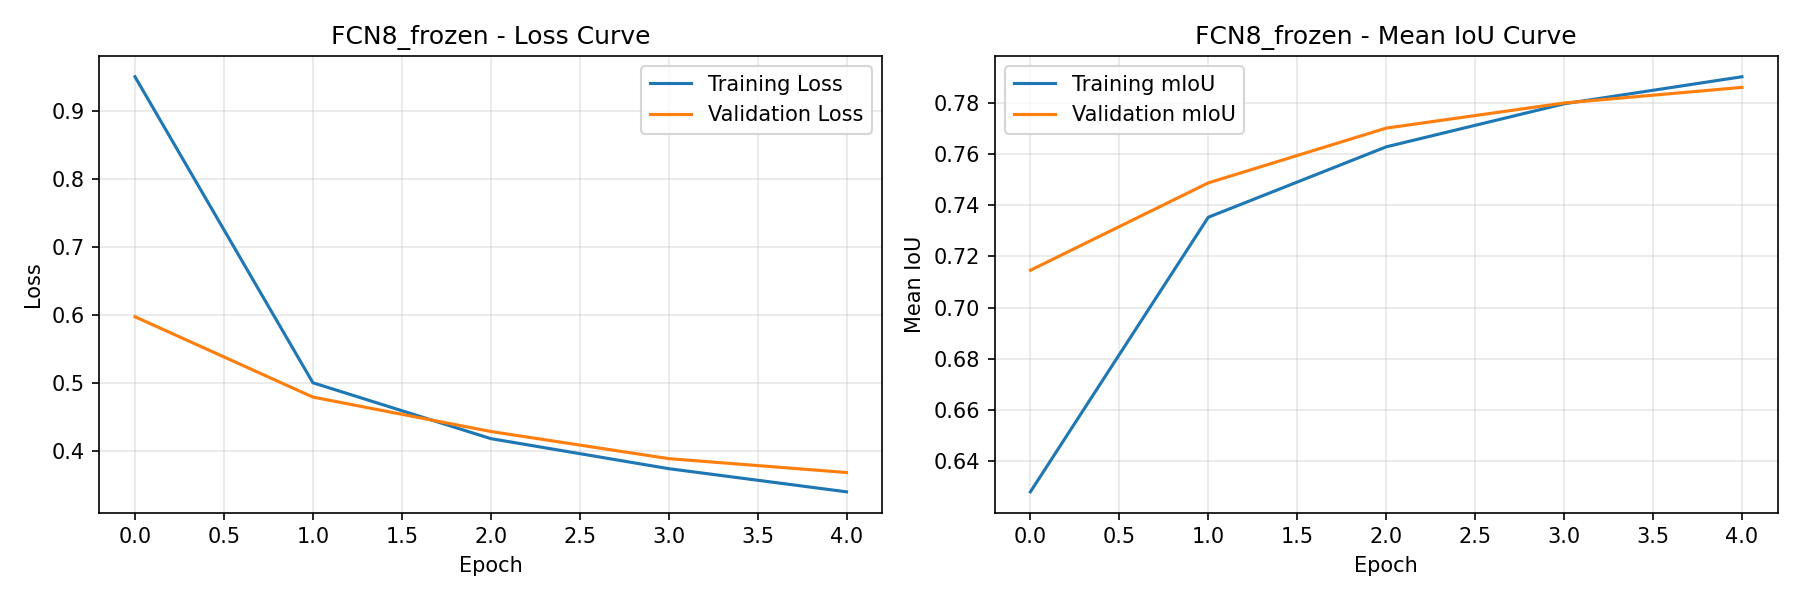 FCN8_frozen - Loss Curve
Training Loss
Validation Loss
0.9
0.8
0.7
0.6
0.5
0.4
Loss
0.0 0.5 1.0 1.5 2.0 2.5 3.0 3.5 4.0
Epoch
FCN8_frozen - Mean IoU Curve
Training mIoU
Validation mIoU
0.78
0.76
0.74
0.72
0.70
0.68
0.66
0.64
Mean IoU
0.0 0.5 1.0 1.5 2.0 2.5 3.0 3.5 4.0
Epoch